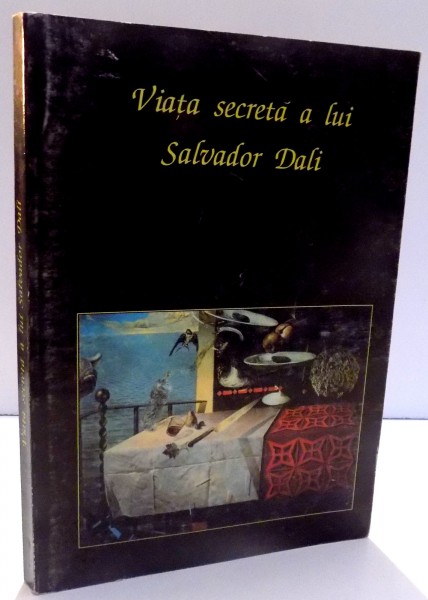 Viața secretă a lui
Salvador Dali
Viața secretă a lui Salvador Dali